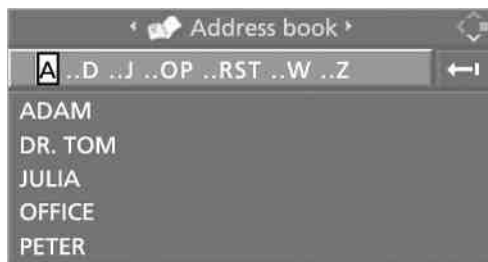 Address book
A ..D ..J ..OP ..RST ..W ..Z
ADAM
DR. TOM
JULIA
OFFICE
PETER